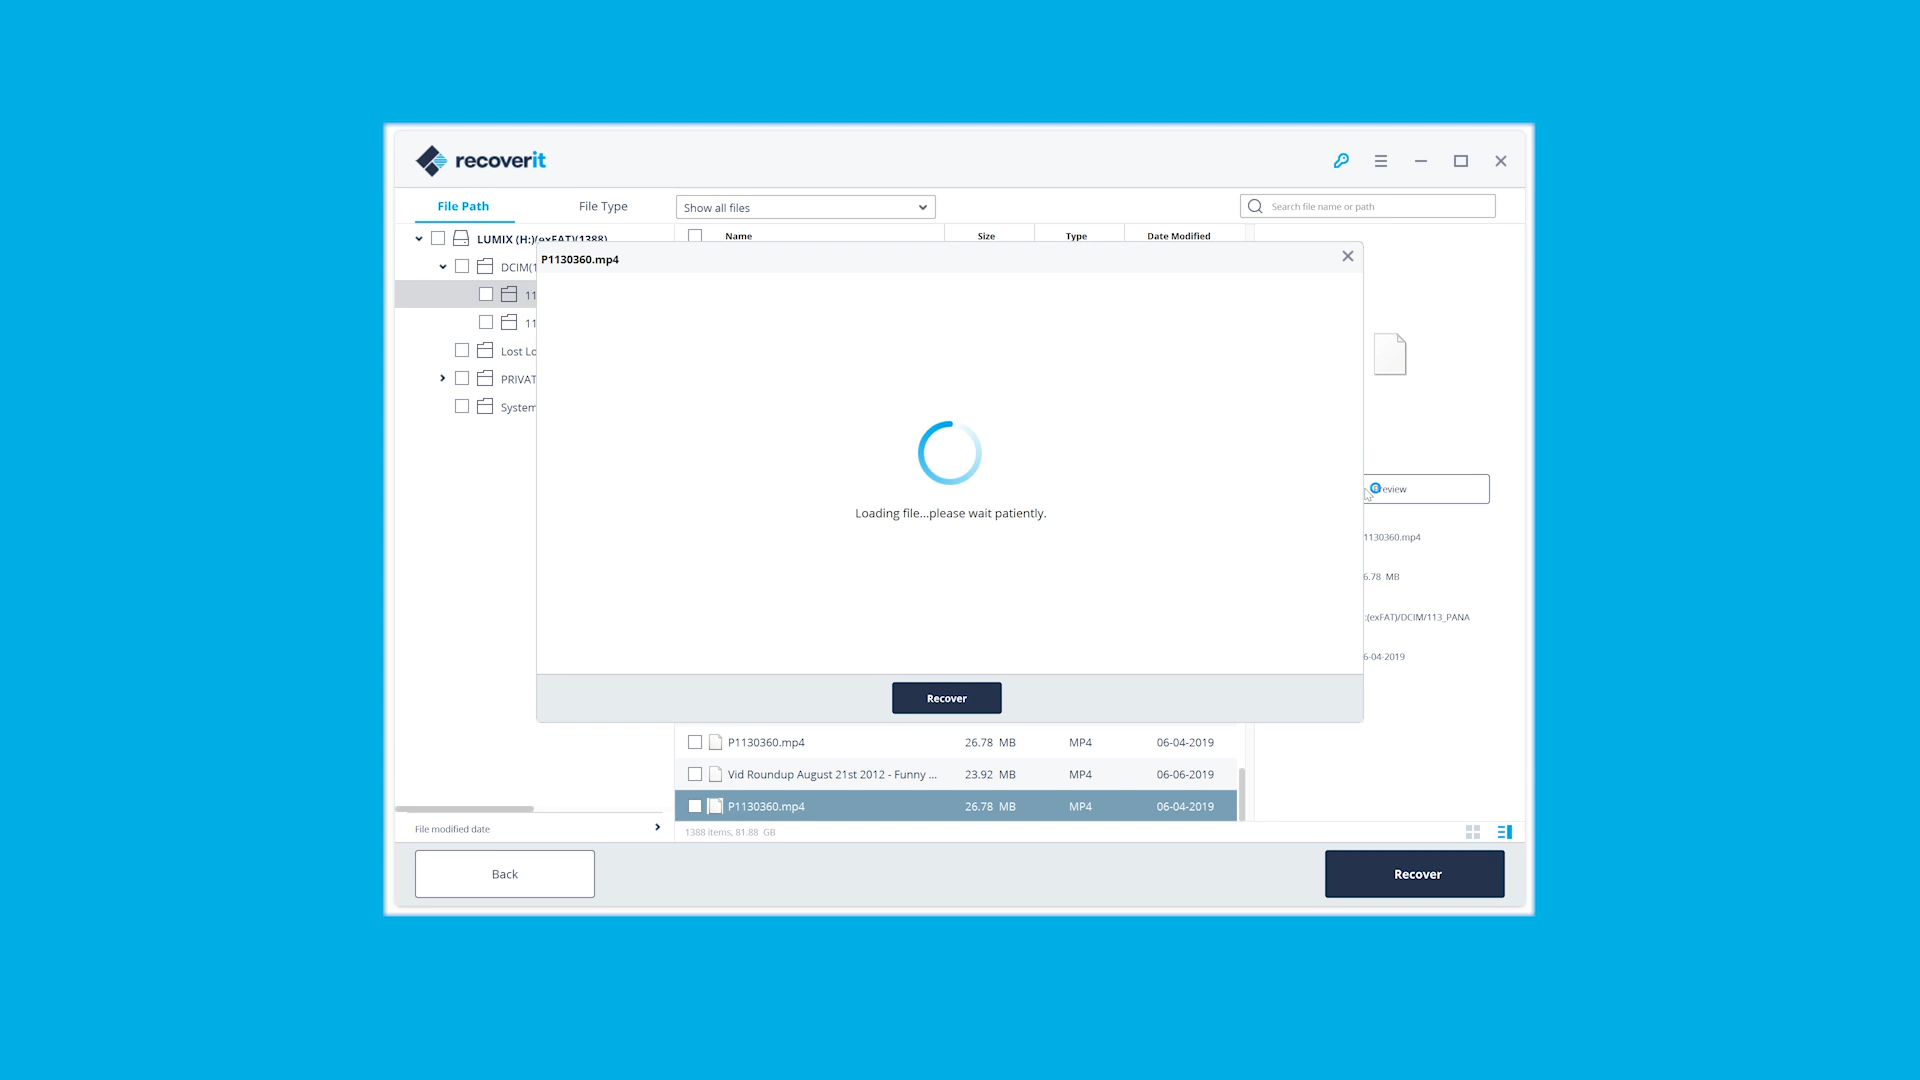 recoverit
File Path
File Type
Show all files
Search file name or path
LUMIX (H:)(exFAT)(1388)
Name
Size
Type
Date Modified
DCIM(1
P1130360.mp4
11
11
Lost Lo
PRIVAT
System
Loading file...please wait patiently.
review
1130360.mp4
6.78 MB
:(exFAT)/DCIM/113_PANA
6-04-2019
Recover
P1130360.mp4 26.78 MB MP4 06-04-2019
Vid Roundup August 21st 2012 - Funny ... 23.92 MB MP4 06-06-2019
P1130360.mp4 26.78 MB MP4 06-04-2019
File modified date
1388 items, 81.88 GB
Back
Recover